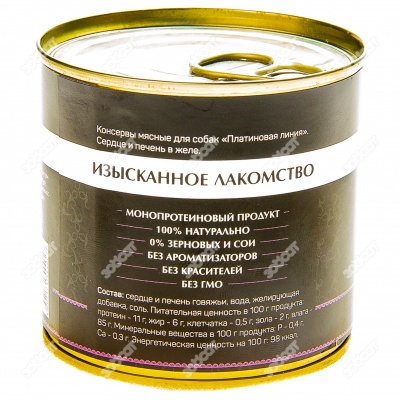 Консервы мясные для собак «Платиновая линия».
Сердце и печень в желе.
ИЗЫСКАННОЕ ЛАКОМСТВО
МОНОПРОТЕИНОВЫЙ ПРОДУКТ
100% НАТУРАЛЬНО
0% ЗЕРНОВЫХ И СОИ
БЕЗ АРОМАТИЗАТОРОВ
БЕЗ КРАСИТЕЛЕЙ
БЕЗ ГМО
Состав: сердце и печень говяжьи, вода, желирующая
добавка, соль. Питательная ценность в 100 г продукта:
протеин - 11 г, жир - 6 г, клетчатка - 0,5 г, зола - 2 г, влага -
85 г. Минеральные вещества в 100 г продукта: P - 0,4 г,
Ca - 0,3 г. Энергетическая ценность на 100 г: 98 ккал.